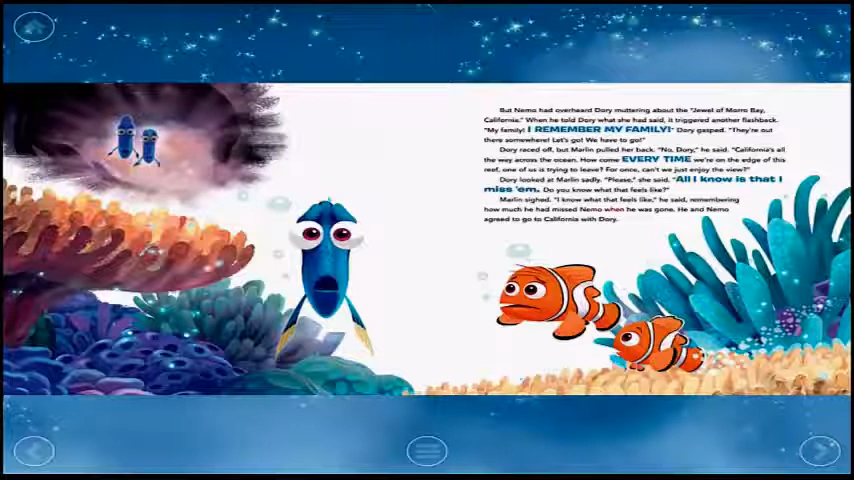 But Nemo had overheard Dory muttering about the "Jewel of Morro Bay,
California." When he told Dory what she had said, it triggered another flashback.
"My family! I REMEMBER MY FAMILY!" Dory gasped. "They're out
there somewhere! Let's go! We have to go!"
Dory raced off, but Marlin pulled her back. "No, Dory," he said. "California's all
the way across the ocean. How come EVERY TIME we're on the edge of this
reef, one of us is trying to leave? For once, can't we just enjoy the view?"
Dory looked at Marlin sadly. "Please," she said. "All I know is that I
miss 'em. Do you know what that feels like?"
Marlin sighed. "I know what that feels like," he said, remembering
how much he had missed Nemo when he was gone. He and Nemo
agreed to go to California with Dory.